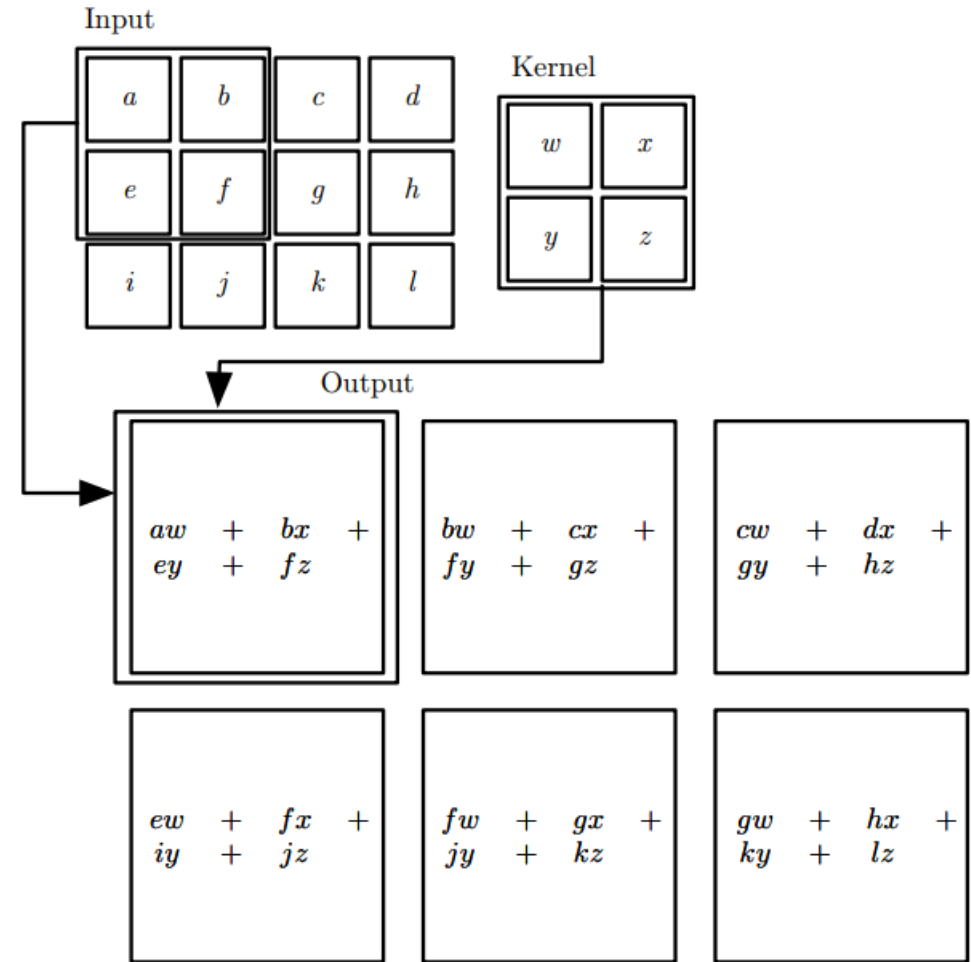 Input
a b c d
e f g h
i j k l
Kernel
w x
y z
Output
aw + bx +
ey + fz
bw + cx +
fy + gz
cw + dx +
gy + hz
ew + fx +
iy + jz
fw + gx +
jy + kz
gw + hx +
ky + lz